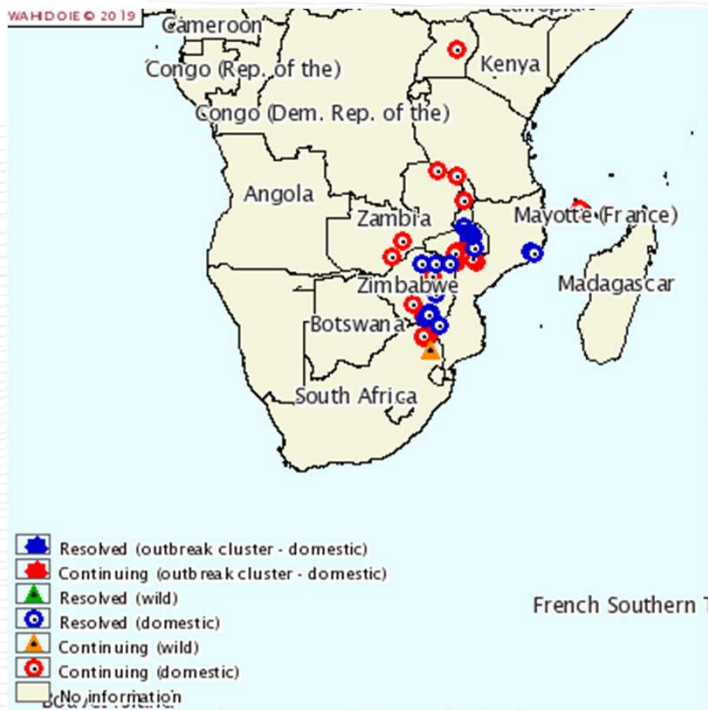 WAHIDOIE © 2019
Cameroon
Congo (Rep. of the)
Kenya
Congo (Dem. Rep. of the)
Angola
Zambia
Mayotte (France)
Zimbabwe
Madagascar
Botswana
South Africa
Resolved (outbreak cluster - domestic)
Continuing (outbreak cluster - domestic)
Resolved (wild)
French Southern T
Resolved (domestic)
Continuing (wild)
Continuing (domestic)
No information